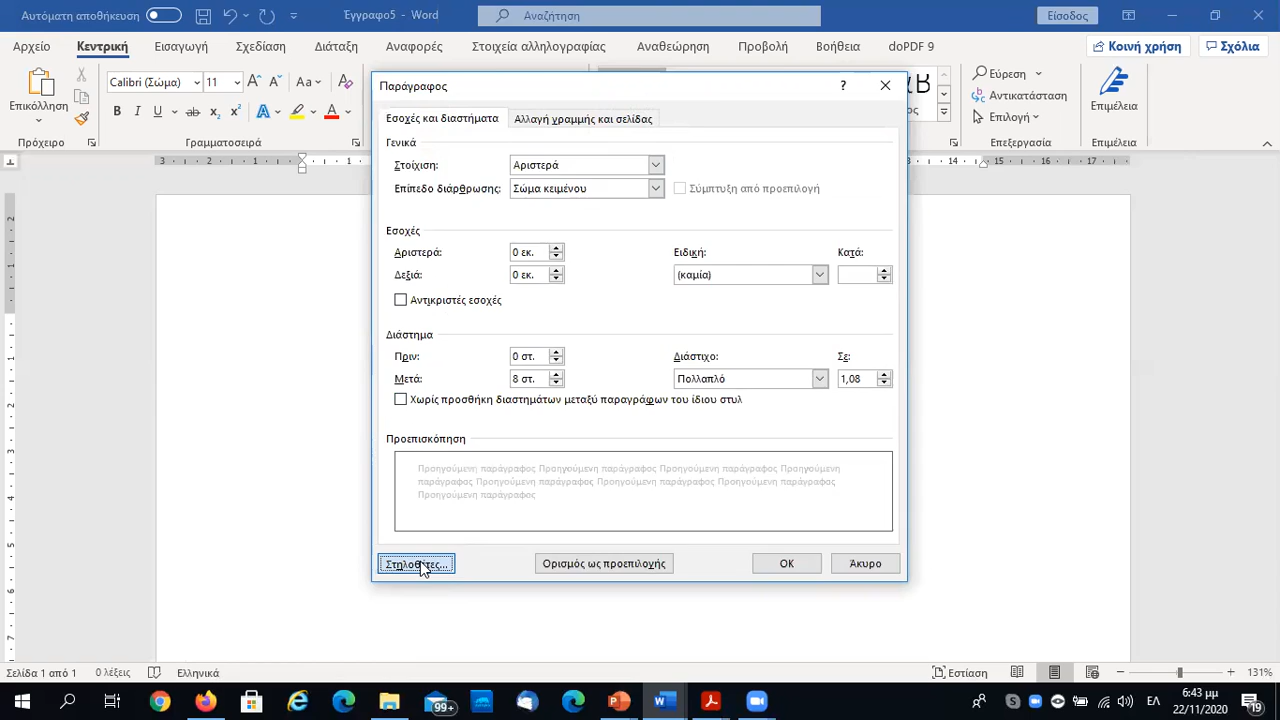 Αυτόματη αποθήκευση Έγγραφο5 - Word Αναζήτηση Είσοδος
Αρχείο Κεντρική Εισαγωγή Σχεδίαση Διάταξη Αναφορές Στοιχεία αλληλογραφίας Αναθεώρηση Προβολή Βοήθεια doPDF 9 Κοινή χρήση Σχόλια
Επικόλληση Calibri (Σώμα) 11 Aa Εύρεση
Αντικατάσταση
Επιλογή
Επιμέλεια
Πρόχειρο Γραμματοσειρά Επεξεργασία Επιμέλεια
Παράγραφος
Εσοχές και διαστήματα Αλλαγή γραμμής και σελίδας
Γενικά
Στοίχιση: Αριστερά
Επίπεδο διάρθρωσης: Σώμα κειμένου Σύμπτυξη από προεπιλογή
Εσοχές
Αριστερά: 0 εκ. Ειδική: Κατά:
Δεξιά: 0 εκ. (καμία)
Αντικριστές εσοχές
Διάστημα
Πριν: 0 στ. Διάστιχο: Σε:
Μετά: 8 στ. Πολλαπλό 1,08
Χωρίς προσθήκη διαστημάτων μεταξύ παραγράφων του ίδιου στυλ
Προεπισκόπηση
Προηγούμενη παράγραφος Προηγούμενη παράγραφος Προηγούμενη παράγραφος Προηγούμενη
παράγραφος Προηγούμενη παράγραφος Προηγούμενη παράγραφος Προηγούμενη παράγραφος
Προηγούμενη παράγραφος
Στηλοθέτες... Ορισμός ως προεπιλογής OK Άκυρο
Σελίδα 1 από 1 0 λέξεις Ελληνικά Εστίαση 131%
99+ ΕΛ 6:43 μμ
22/11/2020 19